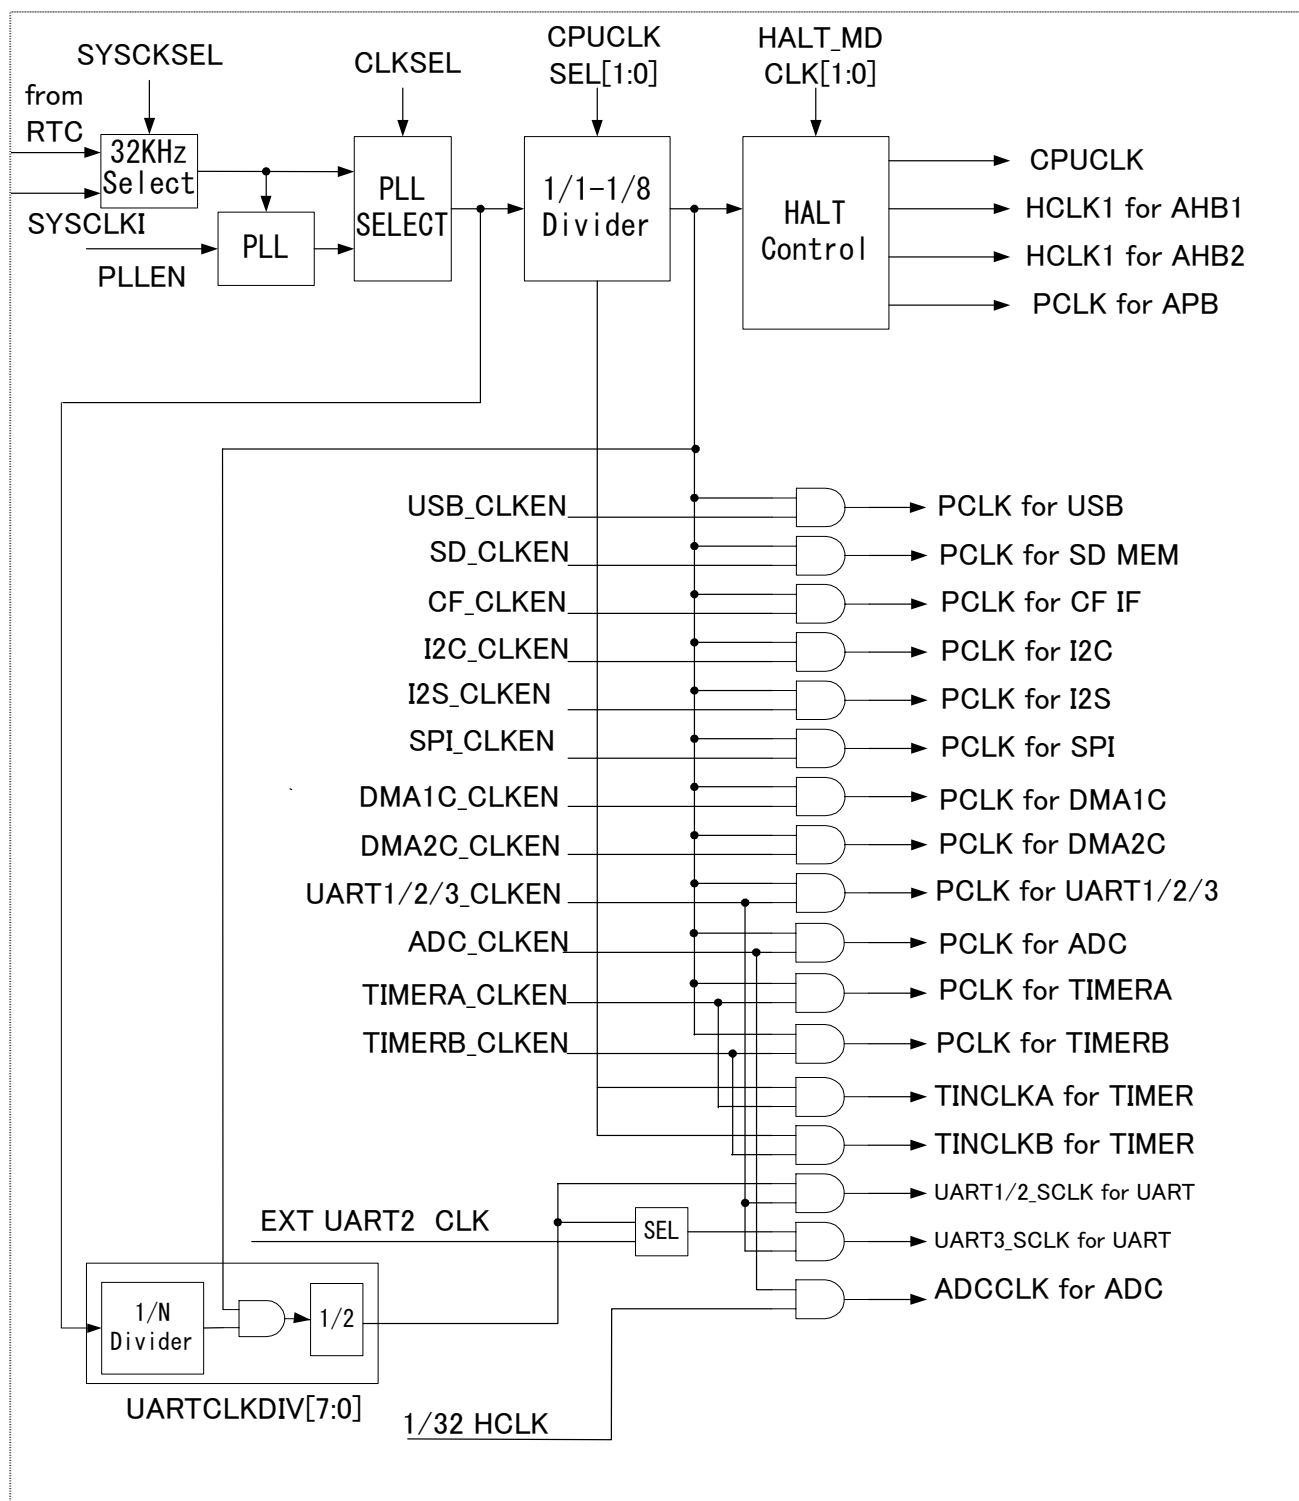 SYSCKSEL
CLKSEL
CPUCLK
SEL[1:0]
HALT_MD
CLK[1:0]
from
RTC
32KHz
Select
SYSCLKI
PLLEN
PLL
PLL
SELECT
1/1-1/8
Divider
HALT
Control
CPUCLK
HCLK1 for AHB1
HCLK1 for AHB2
PCLK for APB
USB_CLKEN
PCLK for USB
SD_CLKEN
PCLK for SD MEM
CF_CLKEN
PCLK for CF IF
I2C_CLKEN
PCLK for I2C
I2S_CLKEN
PCLK for I2S
SPI_CLKEN
PCLK for SPI
DMA1C_CLKEN
PCLK for DMA1C
DMA2C_CLKEN
PCLK for DMA2C
UART1/2/3_CLKEN
PCLK for UART1/2/3
ADC_CLKEN
PCLK for ADC
TIMERA_CLKEN
PCLK for TIMERA
TIMERB_CLKEN
PCLK for TIMERB
TINCLKA for TIMER
TINCLKB for TIMER
UART1/2_SCLK for UART
EXT UART2 CLK
SEL
UART3_SCLK for UART
ADCCLK for ADC
1/N
Divider
1/2
UARTCLKDIV[7:0]
1/32 HCLK